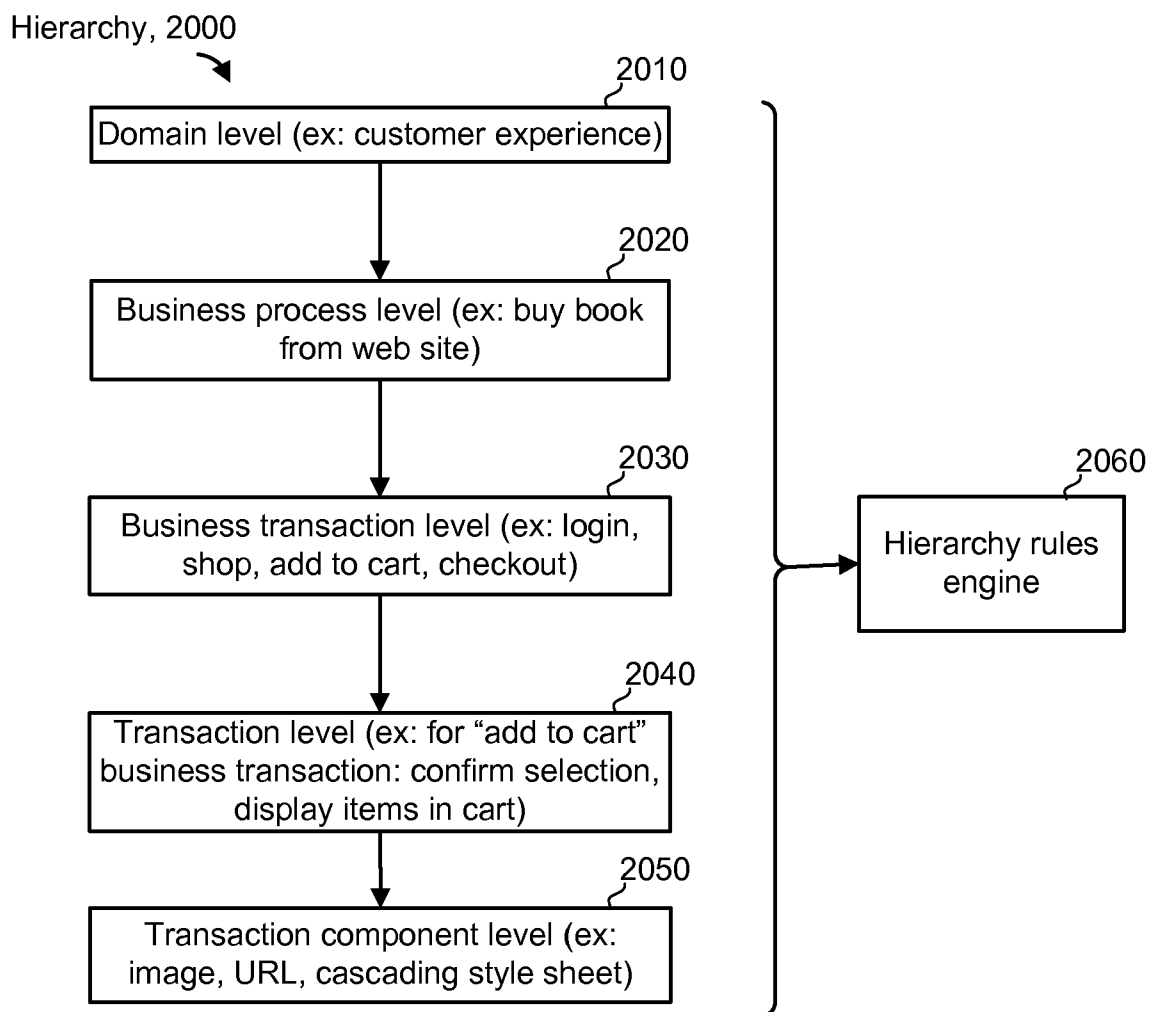 Hierarchy, 2000
2010
Domain level (ex: customer experience)
2020
Business process level (ex: buy book
from web site)
2030
Business transaction level (ex: login,
shop, add to cart, checkout)
2060
Hierarchy rules
engine
2040
Transaction level (ex: for “add to cart”
business transaction: confirm selection,
display items in cart)
2050
Transaction component level (ex:
image, URL, cascading style sheet)